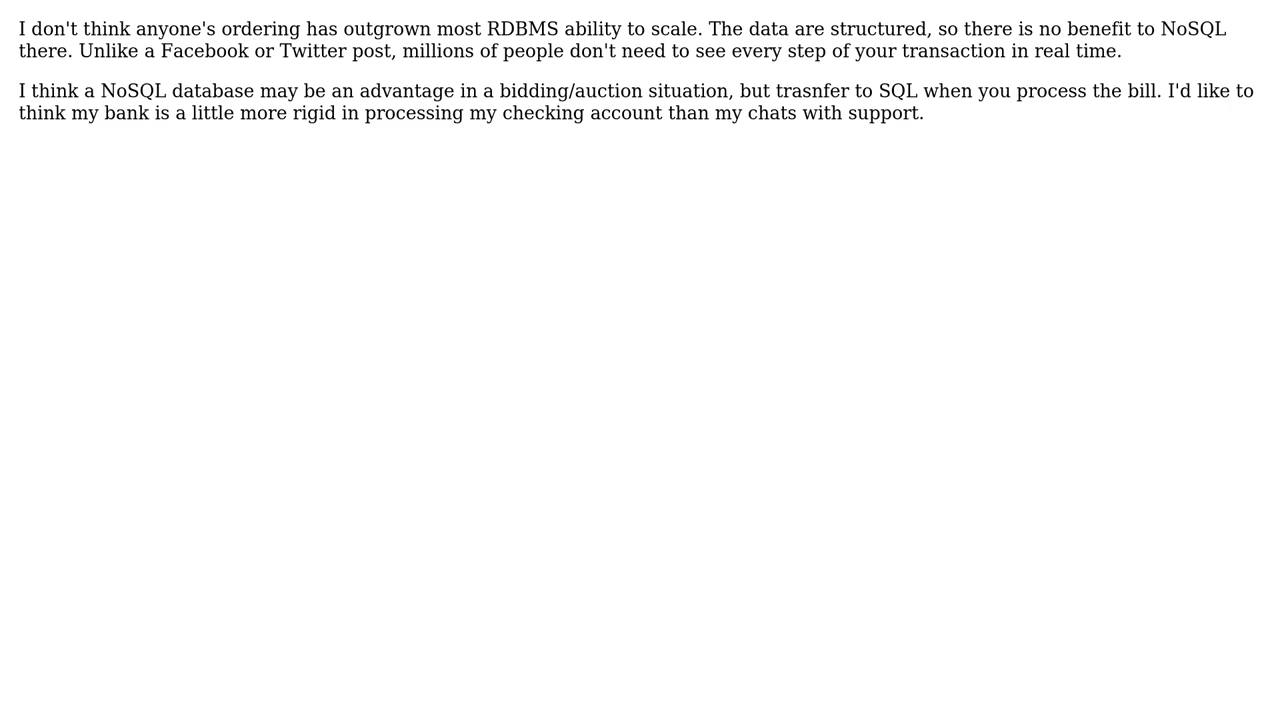 I don't think anyone's ordering has outgrown most RDBMS ability to scale. The data are structured, so there is no benefit to NoSQL
there. Unlike a Facebook or Twitter post, millions of people don't need to see every step of your transaction in real time.
I think a NoSQL database may be an advantage in a bidding/auction situation, but trasnfer to SQL when you process the bill. I'd like to
think my bank is a little more rigid in processing my checking account than my chats with support.